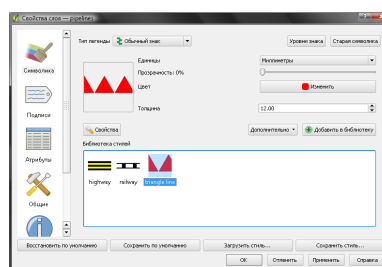 Свойства слоя — pipelines
Тип легенды Обычный знак Уровни знака Старая символика
Единицы Миллиметры
Прозрачность: 0%
Цвет Изменить
Толщина 12.00
Свойства Дополнительно Добавить в библиотеку
Библиотека стилей
highway railway triangle line
Символика
Подписи
Атрибуты
Общие
Восстановить по умолчанию Сохранить по умолчанию Загрузить стиль... Сохранить стиль...
OK Отменить Применить Справка